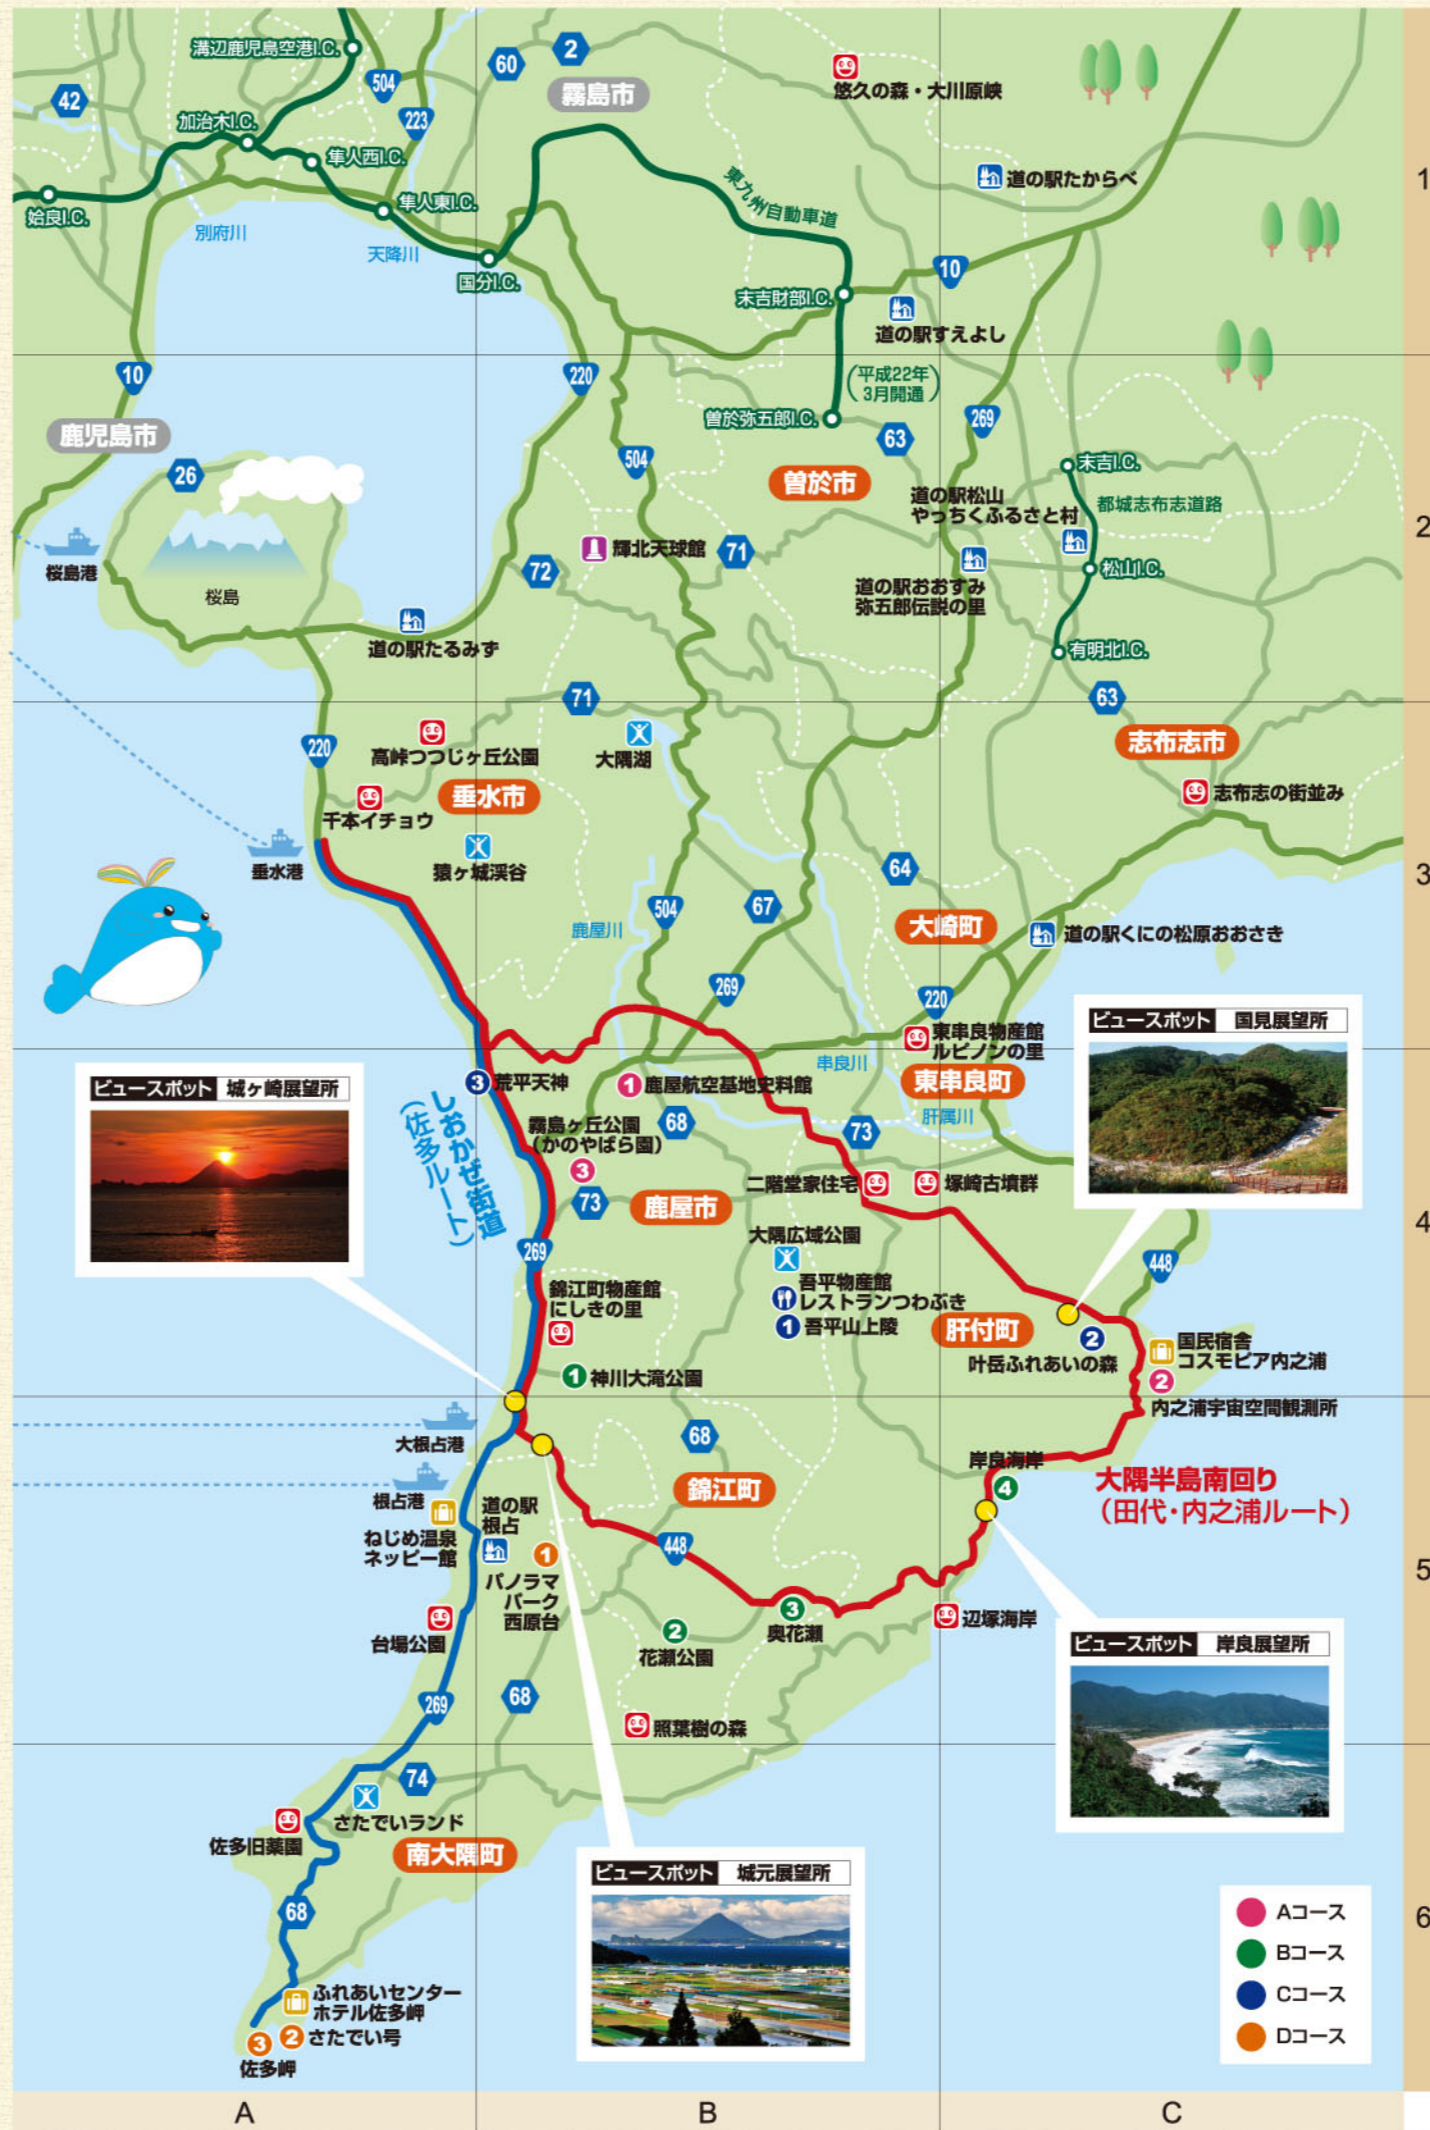 溝辺鹿児島空港I.C.
504
60
2
霧島市
悠久の森・大川原峡
42
加治木I.C.
223
隼人西I.C.
道の駅たからべ
1
東九州自動車道
姶良I.C.
隼人東I.C.
別府川
天降川
国分I.C.
10
末吉財部I.C.
道の駅すえよし
10
220
(平成22年
3月開通)
曽於弥五郎I.C.
63
269
鹿児島市
26
504
末吉I.C.
曽於市
道の駅松山
やっちくふるさと村
都城志布志道路
2
桜島港
輝北天球館
71
72
松山I.C.
桜島
道の駅おおすみ
弥五郎伝説の里
道の駅たるみず
有明北I.C.
71
63
220
高峠つつじヶ丘公園
大隅湖
志布志市
垂水市
志布志の街並み
千本イチョウ
垂水港
猿ヶ城渓谷
64
3
504
67
大崎町
鹿屋川
道の駅くにの松原おおさき
269
220
東串良物産館
ルピノンの里
ビュースポット 国見展望所
串良川
ビュースポット 城ヶ崎展望所
3 荒平天神
1 鹿屋航空基地史料館
東串良町
しおかぜ街道
(佐多ルート)
霧島ヶ丘公園
(かのやばら園)
3
68
73
肝属川
二階堂家住宅
塚崎古墳群
73
鹿屋市
4
大隅広域公園
269
448
錦江町物産館
にしきの里
吾平物産館
レストランつわぶき
1 吾平山上陵
肝付町
2
叶岳ふれあいの森
国民宿舎
コスモピア内之浦
1 神川大滝公園
2
内之浦宇宙空間観測所
大根占港
68
岸良海岸
4
大隅半島南回り
(田代・内之浦ルート)
錦江町
根占港
ねじめ温泉
ネッピー館
道の駅
根占
448
1
パノラマ
パーク
西原台
5
3
奥花瀬
辺塚海岸
台場公園
2
花瀬公園
ビュースポット 岸良展望所
269
68
照葉樹の森
74
さたでいランド
佐多旧薬園
南大隅町
ビュースポット 城元展望所
68
6
Aコース
Bコース
Cコース
Dコース
ふれあいセンター
ホテル佐多岬
2 さたでい号
3
佐多岬
A
B
C